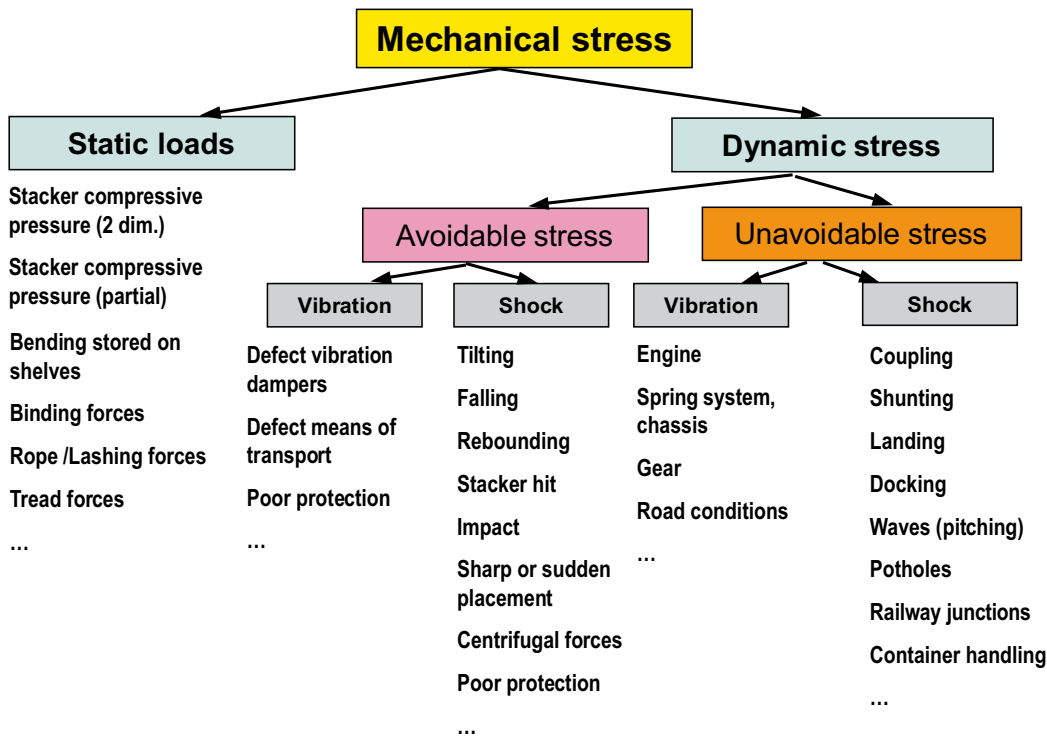 Mechanical stress
Static loads
Stacker compressive
pressure (2 dim.)
Stacker compressive
pressure (partial)
Bending stored on
shelves
Binding forces
Rope /Lashing forces
Tread forces
…
Dynamic stress
Avoidable stress
Vibration
Defect vibration
dampers
Defect means of
transport
Poor protection
…
Shock
Tilting
Falling
Rebounding
Stacker hit
Impact
Sharp or sudden
placement
Centrifugal forces
Poor protection
…
Unavoidable stress
Vibration
Engine
Spring system,
chassis
Gear
Road conditions
…
Shock
Coupling
Shunting
Landing
Docking
Waves (pitching)
Potholes
Railway junctions
Container handling
…